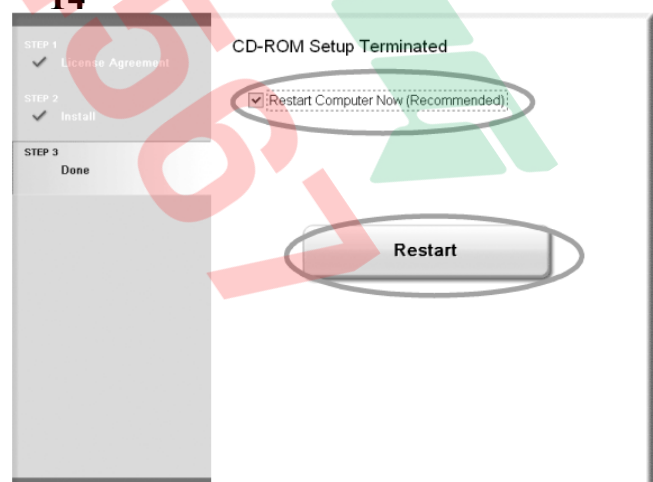 14
STEP 1
License Agreement
STEP 2
Install
STEP 3
Done
CD-ROM Setup Terminated
Restart Computer Now (Recommended)
Restart